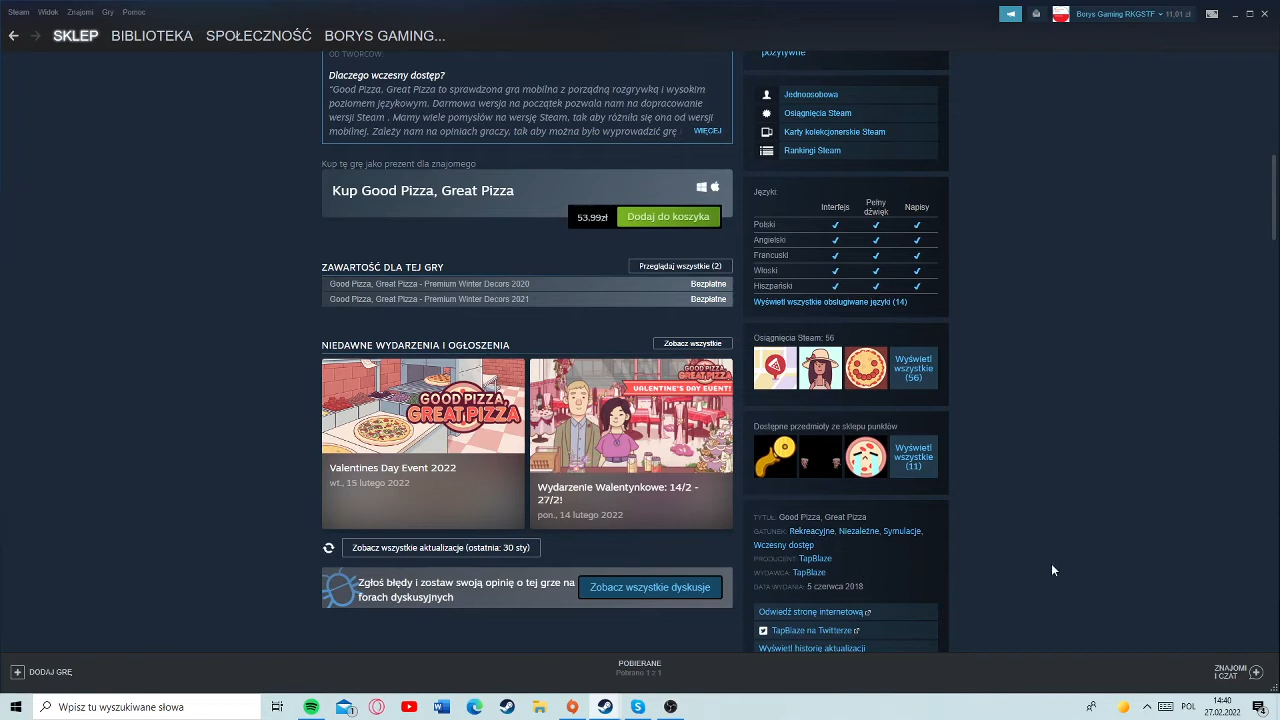 Steam Widok Znajomi Gry Pomoc
Borys Gaming RKGSTF 11,01 zł
SKLEP BIBLIOTEKA SPOŁECZNOŚĆ BORYS GAMING...
OD TWÓRCÓW:
Dlaczego wczesny dostęp?
"Good Pizza, Great Pizza to sprawdzona gra mobilna z porządną rozgrywką i wysokim
poziomem językowym. Darmowa wersja na początek pozwala nam na dopracowanie
wersji Steam . Mamy wiele pomysłów na wersję Steam, tak aby różniła się ona od wersji
mobilnej. Zależy nam na opiniach graczy, tak aby można było wyprowadzić grę
WIĘCEJ
Kup tę grę jako prezent dla znajomego
Kup Good Pizza, Great Pizza
53,99zł Dodaj do koszyka
ZAWARTOŚĆ DLA TEJ GRY
Przeglądaj wszystkie (2)
Good Pizza, Great Pizza - Premium Winter Decors 2020 Bezpłatne
Good Pizza, Great Pizza - Premium Winter Decors 2021 Bezpłatne
NIEDAWNE WYDARZENIA I OGŁOSZENIA
Zobacz wszystkie
GOOD PIZZA,
GREAT PIZZA
Valentines Day Event 2022
wt., 15 lutego 2022
GOOD PIZZA,
GREAT PIZZA
VALENTINE'S DAY EVENT!
Wydarzenie Walentynkowe: 14/2 -
27/2!
pon., 14 lutego 2022
Zobacz wszystkie aktualizacje (ostatnia: 30 sty)
Zgłoś błędy i zostaw swoją opinię o tej grze na
forach dyskusyjnych
Zobacz wszystkie dyskusje
pozytywne
Jednoosobowa
Osiągnięcia Steam
Karty kolekcjonerskie Steam
Rankingi Steam
Języki:
Interfejs Pełny dźwięk Napisy
Polski ✔ ✔ ✔
Angielski ✔ ✔ ✔
Francuski ✔ ✔ ✔
Włoski ✔ ✔ ✔
Hiszpański ✔ ✔ ✔
Wyświetl wszystkie obsługiwane języki (14)
Osiągnięcia Steam: 56
Wyświetl
wszystkie
(56)
Dostępne przedmioty ze sklepu punktów
Wyświetl
wszystkie
(11)
TYTUŁ: Good Pizza, Great Pizza
GATUNEK: Rekreacyjne, Niezależne, Symulacje,
Wczesny dostęp
PRODUCENT: TapBlaze
WYDAWCA: TapBlaze
DATA WYDANIA: 5 czerwca 2018
Odwiedź stronę internetową
TapBlaze na Twitterze
Wyświetl historię aktualizacji
DODAJ GRĘ
POBIERANE
Pobrano 1 z 1
ZNAJOMI
I CZAT
Wpisz tu wyszukiwane słowa
POL
14:40
27.02.2022